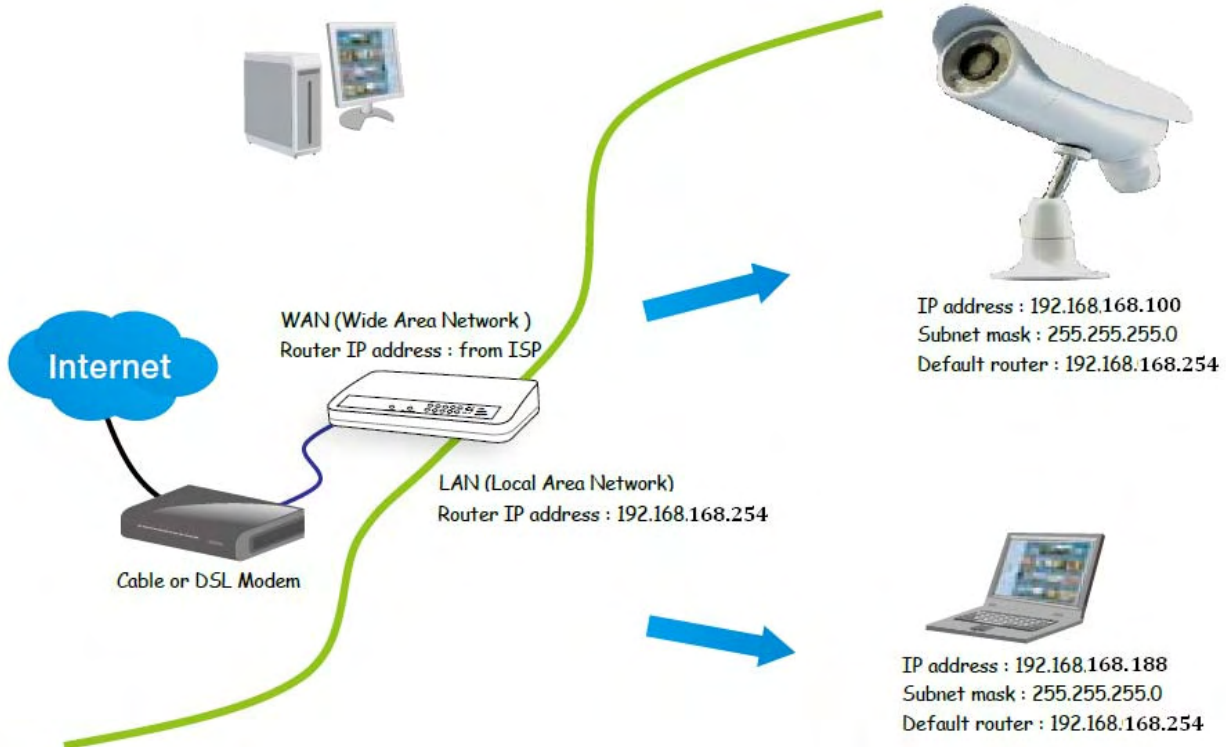 WAN (Wide Area Network )
Router IP address : from ISP
Internet
IP address : 192.168.168.100
Subnet mask : 255.255.255.0
Default router : 192.168.168.254
LAN (Local Area Network)
Router IP address : 192.168.168.254
Cable or DSL Modem
IP address : 192.168.168.188
Subnet mask : 255.255.255.0
Default router : 192.168.168.254